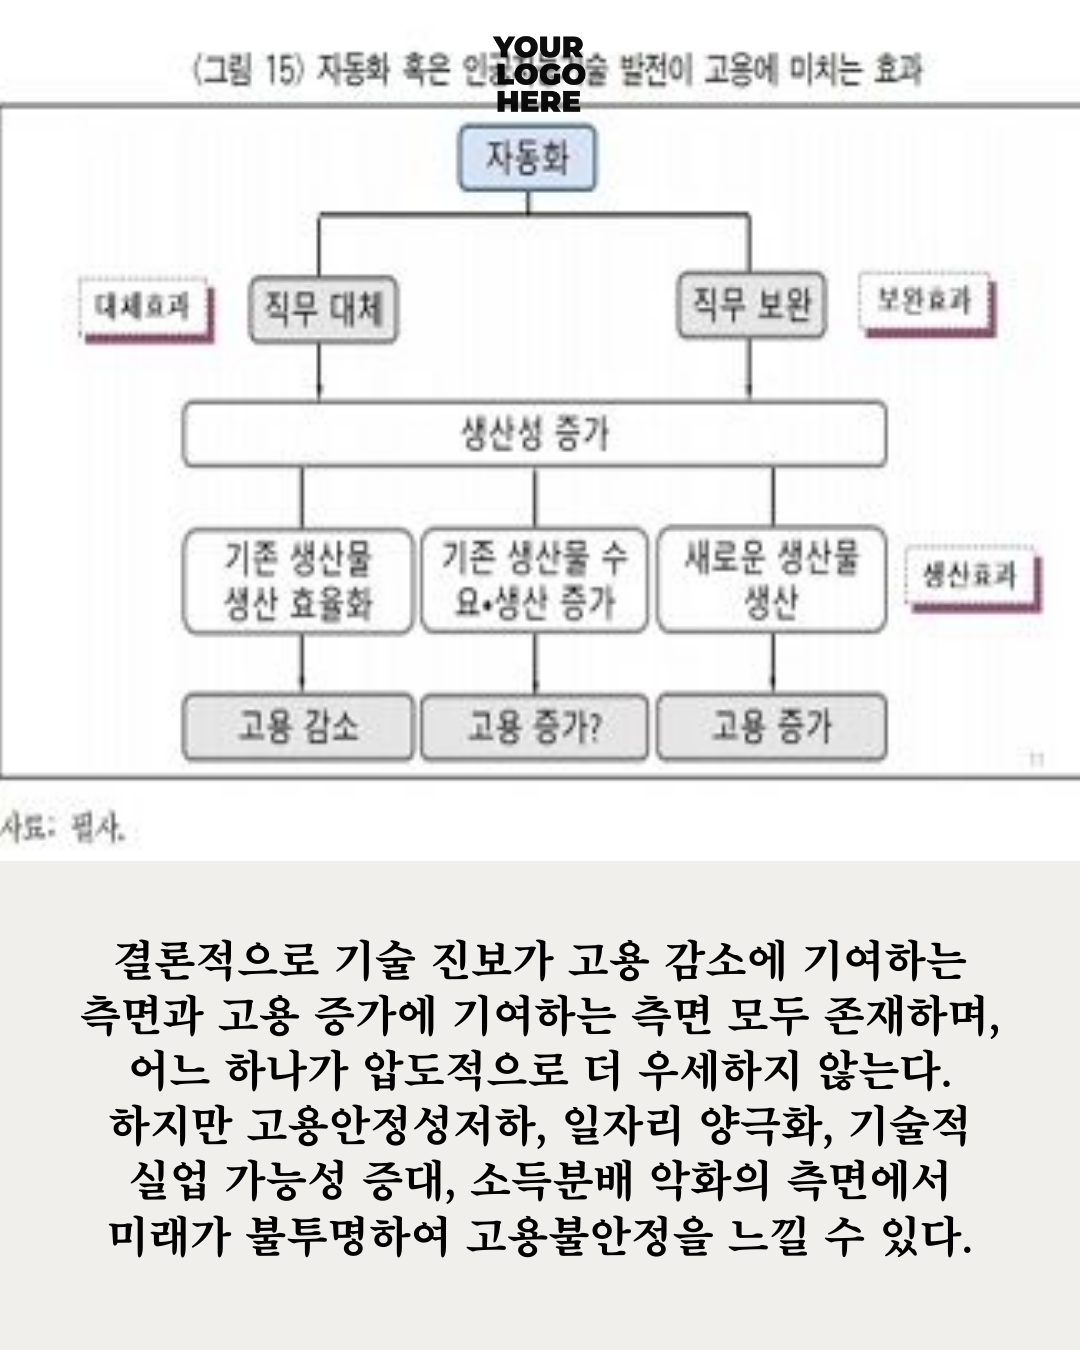 YOUR
LOGO
HERE
(그림 15) 자동화 혹은 인공지능 기술 발전이 고용에 미치는 효과
자동화
대체효과
직무 대체
직무 보완
보완효과
생산성 증가
기존 생산물
생산 효율화
기존 생산물 수
요•생산 증가
새로운 생산물
생산
생산효과
고용 감소
고용 증가?
고용 증가
11
사료: 필사.
결론적으로 기술 진보가 고용 감소에 기여하는
측면과 고용 증가에 기여하는 측면 모두 존재하며,
어느 하나가 압도적으로 더 우세하지 않는다.
하지만 고용안정성저하, 일자리 양극화, 기술적
실업 가능성 증대, 소득분배 악화의 측면에서
미래가 불투명하여 고용불안정을 느낄 수 있다.